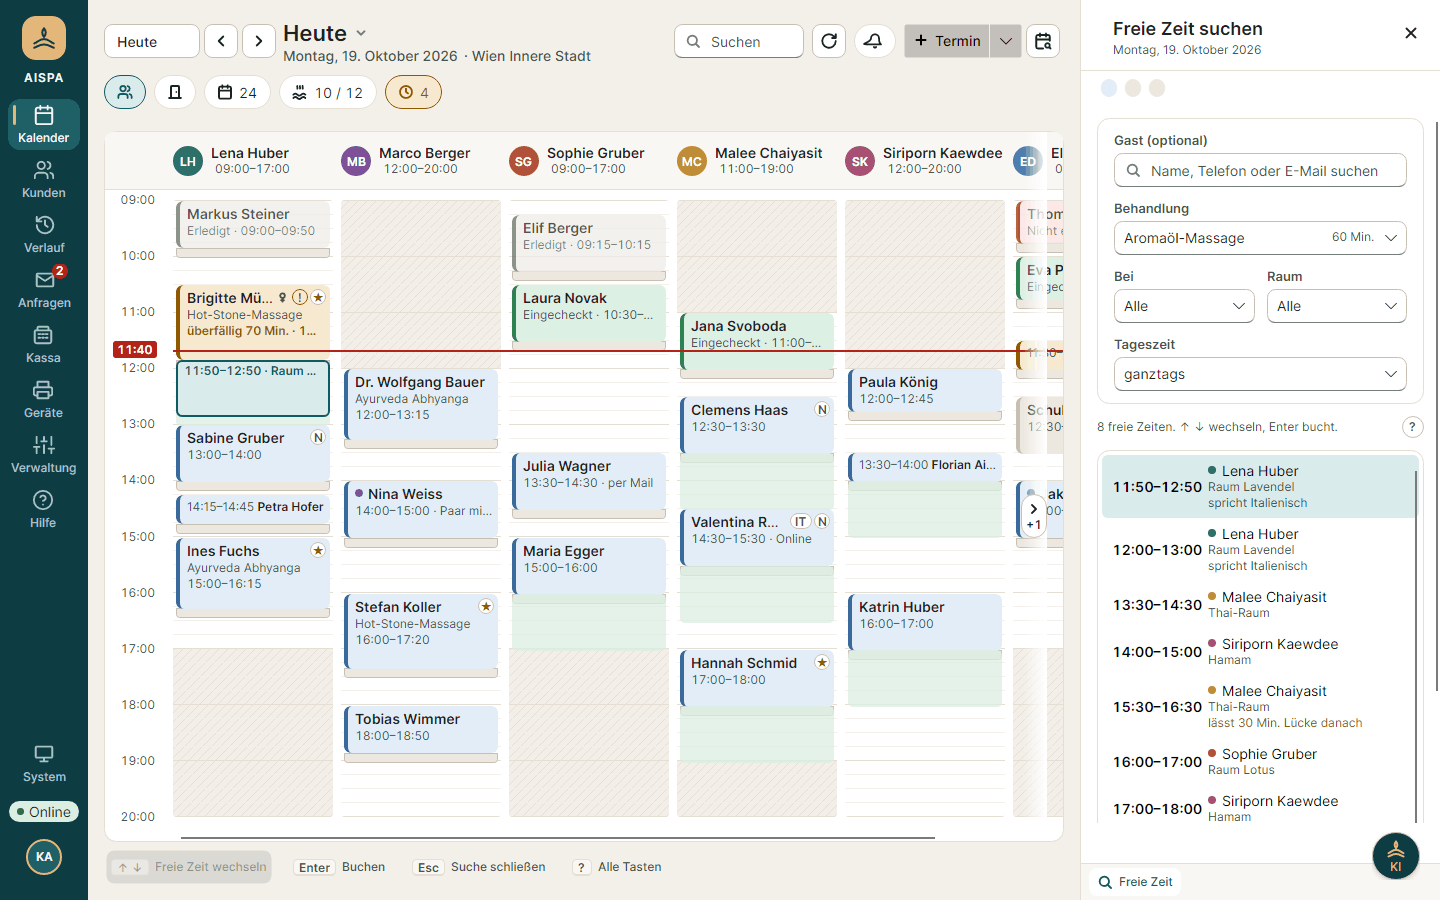 AISPA
Kalender
Kunden
Verlauf
2
Anfragen
Kassa
Geräte
Verwaltung
Hilfe
System
Online
KA
Heute
Heute
Montag, 19. Oktober 2026 · Wien Innere Stadt
Suchen
+ Termin
24
10 / 12
4
LH Lena Huber
09:00–17:00
MB Marco Berger
12:00–20:00
SG Sophie Gruber
09:00–17:00
MC Malee Chaiyasit
11:00–19:00
SK Siriporn Kaewdee
12:00–20:00
ED
09:00
10:00
11:00
11:40
12:00
13:00
14:00
15:00
16:00
17:00
18:00
19:00
20:00
Markus Steiner
Erledigt · 09:00–09:50
Brigitte Mü...
Hot-Stone-Massage
überfällig 70 Min. · 1...
11:50–12:50 · Raum ...
Sabine Gruber N
13:00–14:00
14:15–14:45 Petra Hofer
Ines Fuchs
Ayurveda Abhyanga
15:00–16:15
Dr. Wolfgang Bauer
Ayurveda Abhyanga
12:00–13:15
Nina Weiss
14:00–15:00 · Paar mi...
Stefan Koller
Hot-Stone-Massage
16:00–17:20
Tobias Wimmer
18:00–18:50
Elif Berger
Erledigt · 09:15–10:15
Laura Novak
Eingecheckt · 10:30–...
Julia Wagner
13:30–14:30 · per Mail
Maria Egger
15:00–16:00
Jana Svoboda
Eingecheckt · 11:00–...
Clemens Haas N
12:30–13:30
Valentina R... IT N
14:30–15:30 · Online
Hannah Schmid
17:00–18:00
Paula König
12:00–12:45
13:30–14:00 Florian Ai...
Katrin Huber
16:00–17:00
Thom
Nicht e
Eva P
Eingec
+1
↑ ↓ Freie Zeit wechseln
Enter Buchen
Esc Suche schließen
? Alle Tasten
Freie Zeit suchen
Montag, 19. Oktober 2026
Gast (optional)
Name, Telefon oder E-Mail suchen
Behandlung
Aromaöl-Massage 60 Min.
Bei Raum
Alle Alle
Tageszeit
ganztags
8 freie Zeiten. ↑ ↓ wechseln, Enter bucht. ?
11:50–12:50 Lena Huber
Raum Lavendel
spricht Italienisch
12:00–13:00 Lena Huber
Raum Lavendel
spricht Italienisch
13:30–14:30 Malee Chaiyasit
Thai-Raum
14:00–15:00 Siriporn Kaewdee
Hamam
15:30–16:30 Malee Chaiyasit
Thai-Raum
lässt 30 Min. Lücke danach
16:00–17:00 Sophie Gruber
Raum Lotus
17:00–18:00 Siriporn Kaewdee
Hamam
KI
Freie Zeit